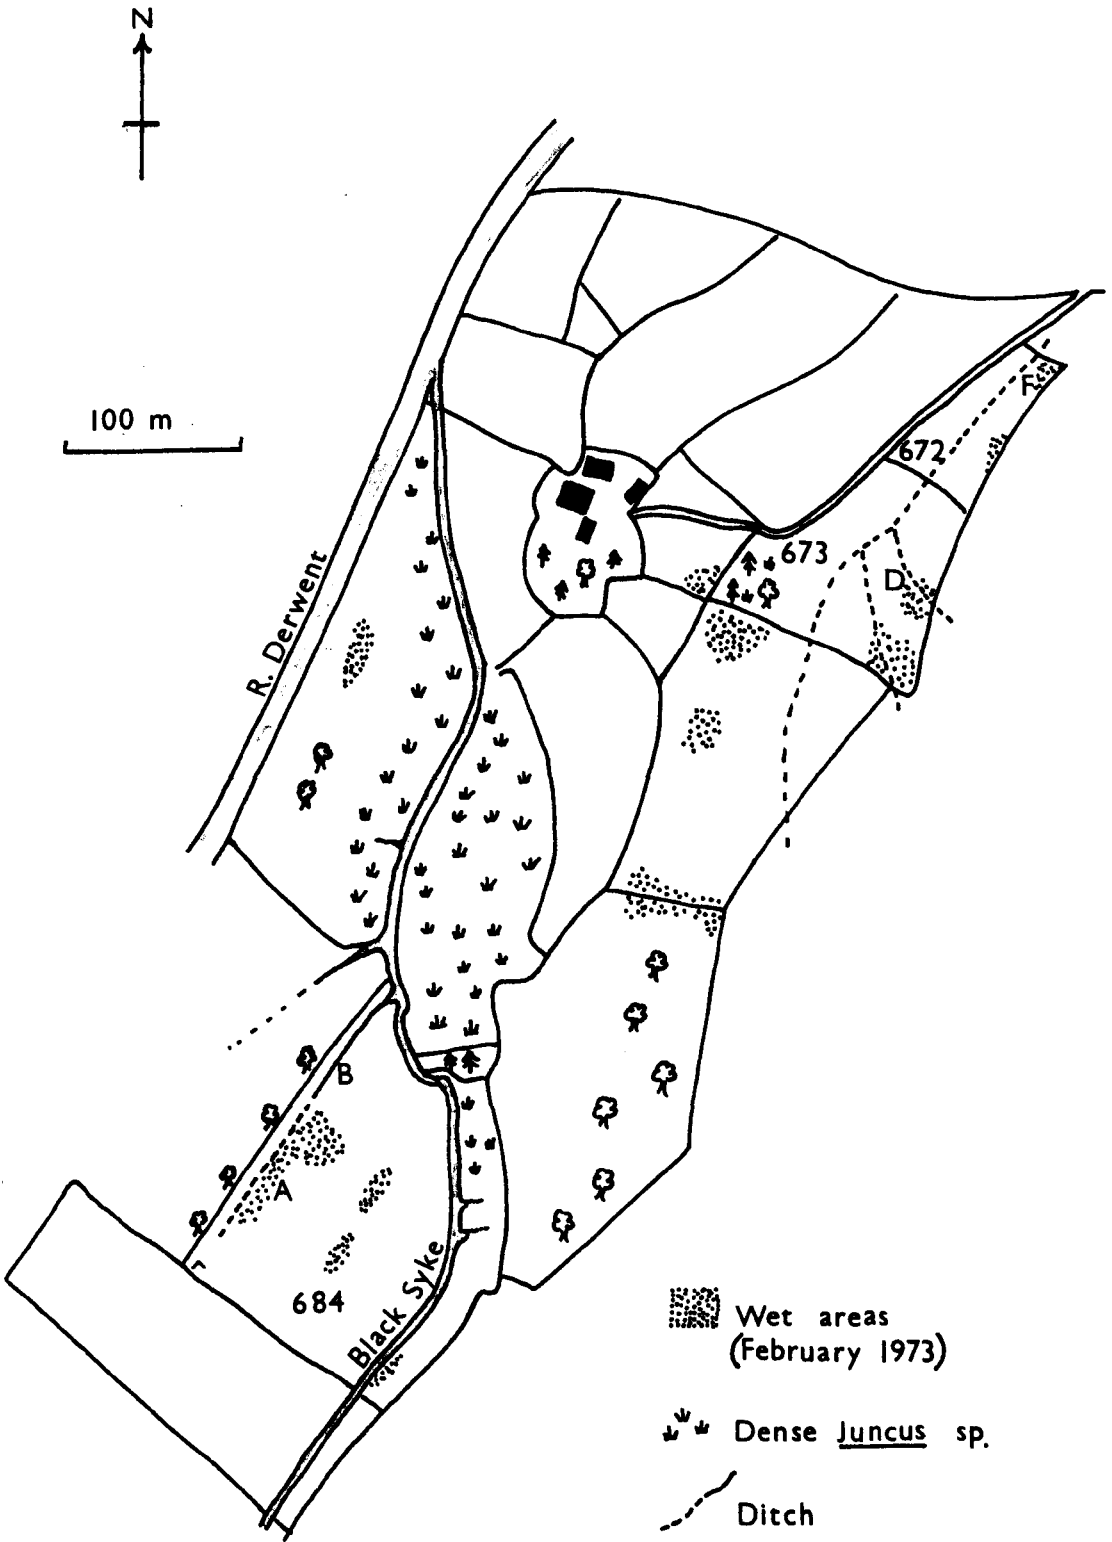 N
100 m
R. Derwent
F
672
673
D
B
A
684
Black Syke
Wet areas
(February 1973)
Dense Juncus sp.
Ditch